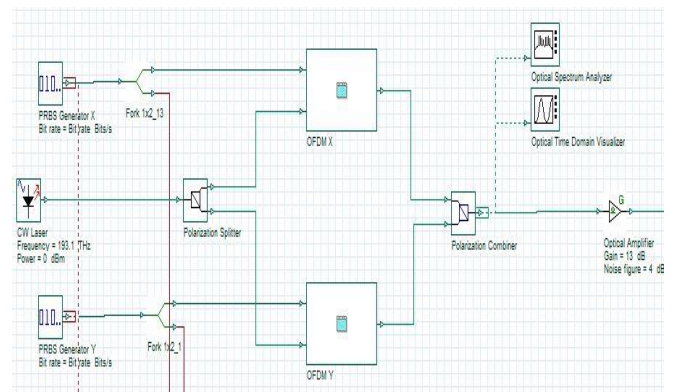 Optical Spectrum Analyzer
010..
PRBS Generator X
Bit rate = Bit rate Bits/s
Fork 1x2_13
OFDM X
Optical Time Domain Visualizer
CW Laser
Frequency = 193.1 THz
Power = 0 dBm
Polarization Splitter
Polarization Combiner
G
Optical Amplifier
Gain = 13 dB
Noise figure = 4 dB
010..
PRBS Generator Y
Bit rate = Bit rate Bits/s
Fork 1x2_1
OFDM Y